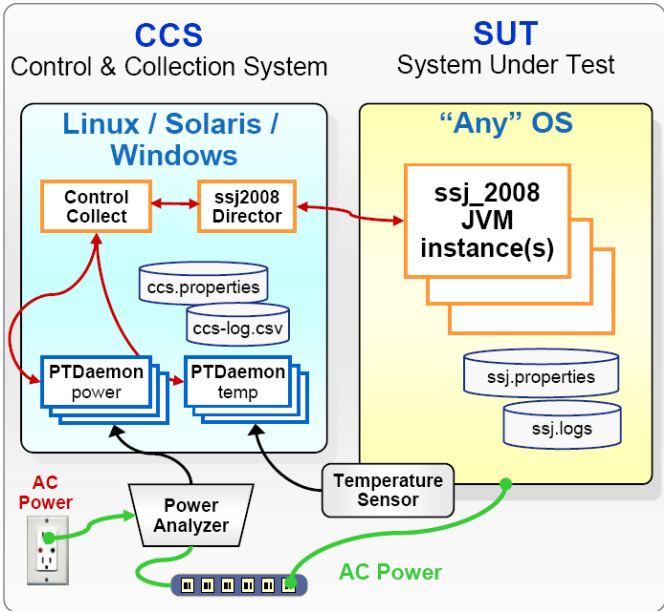 CCS
Control & Collection System
SUT
System Under Test
Linux / Solaris /
Windows
Control
Collect
ssj2008
Director
ccs.properties
ccs-log.csv
PTDaemon
power
PTDaemon
temp
“Any” OS
ssj_2008
JVM
instance(s)
ssj.properties
ssj.logs
AC
Power
Power
Analyzer
Temperature
Sensor
AC Power